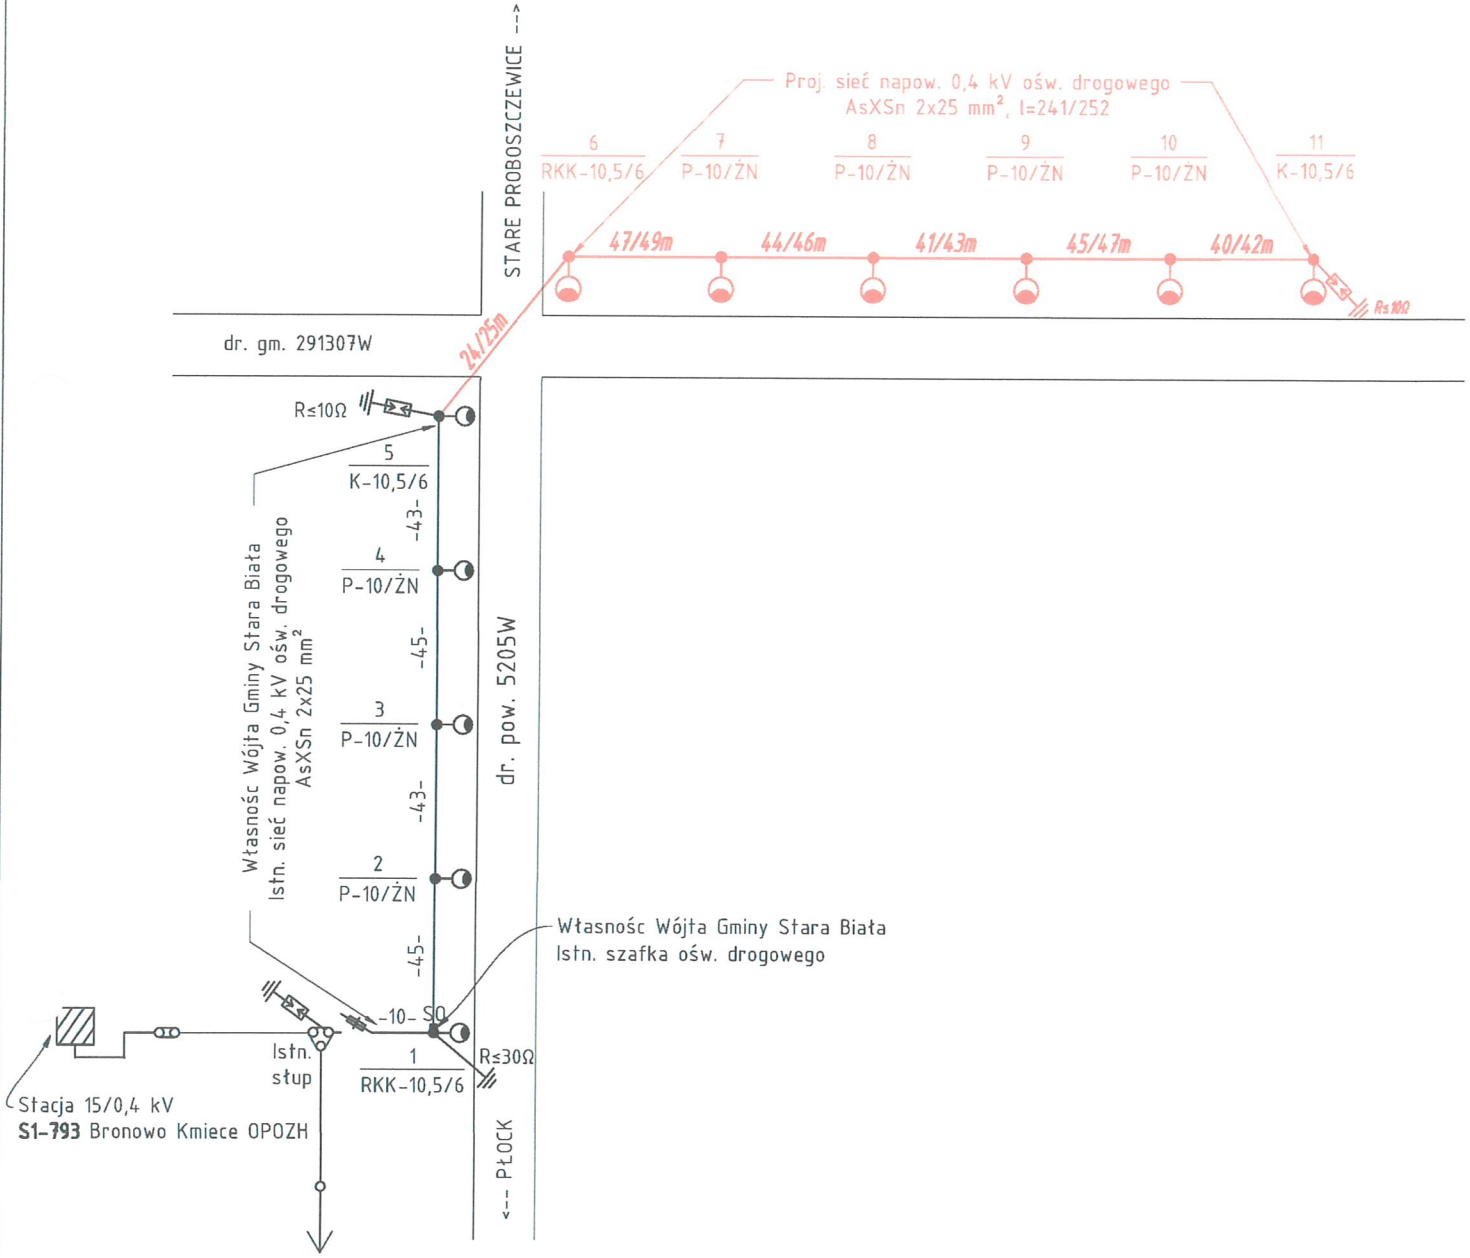 STARE PROBOSZCZEWICE -->
Proj. sieć napow. 0,4 kV ośw. drogowego
AsXSn 2x25 mm², l=241/252
6
RKK-10,5/6
7
P-10/ŻN
8
P-10/ŻN
9
P-10/ŻN
10
P-10/ŻN
11
K-10,5/6
47/49m
44/46m
41/43m
45/47m
40/42m
R≤10Ω
24/25m
dr. gm. 291307W
R≤10Ω
5
K-10,5/6
-43-
4
P-10/ŻN
-45-
3
P-10/ŻN
-43-
2
P-10/ŻN
-45-
Własnośc Wójta Gminy Stara Biała
Istn. sieć napow. 0,4 kV ośw. drogowego
AsXSn 2x25 mm²
dr. pow. 5205W
Własnośc Wójta Gminy Stara Biała
Istn. szafka ośw. drogowego
-10-
SO
1
RKK-10,5/6
R≤30Ω
Istn.
słup
Stacja 15/0,4 kV
S1-793 Bronowo Kmiece OPOZH
<-- PŁOCK